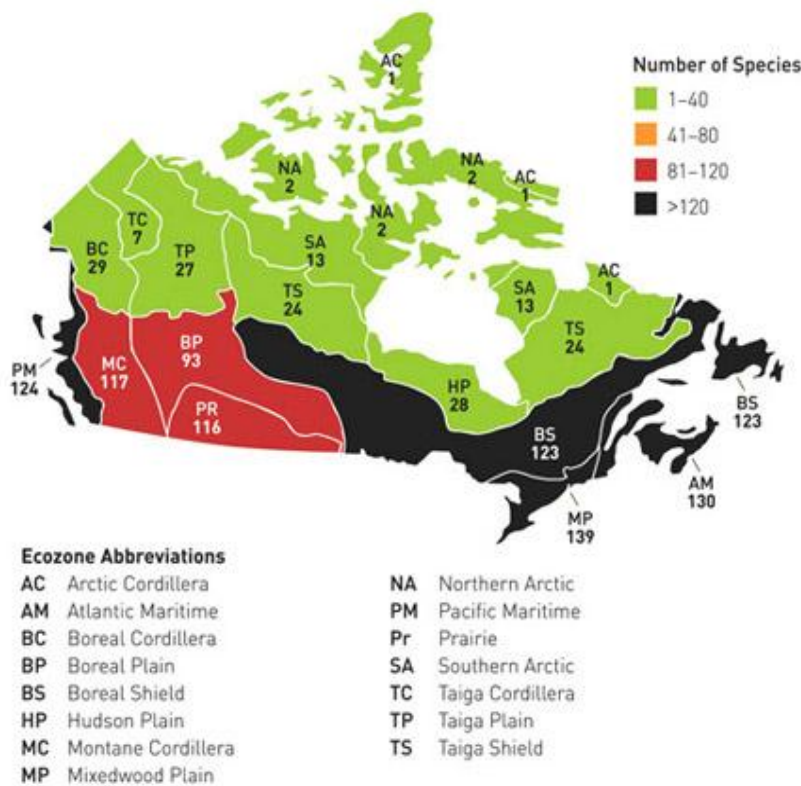 AC
1
Number of Species
1–40
41–80
81–120
>120
NA
2
NA
2
AC
1
NA
2
TC
7
BC
29
TP
27
SA
13
TS
24
SA
13
AC
1
TS
24
PM
124
MC
117
BP
93
PR
116
HP
28
BS
123
BS
123
AM
130
MP
139
Ecozone Abbreviations
AC Arctic Cordillera
AM Atlantic Maritime
BC Boreal Cordillera
BP Boreal Plain
BS Boreal Shield
HP Hudson Plain
MC Montane Cordillera
MP Mixedwood Plain
NA Northern Arctic
PM Pacific Maritime
Pr Prairie
SA Southern Arctic
TC Taiga Cordillera
TP Taiga Plain
TS Taiga Shield